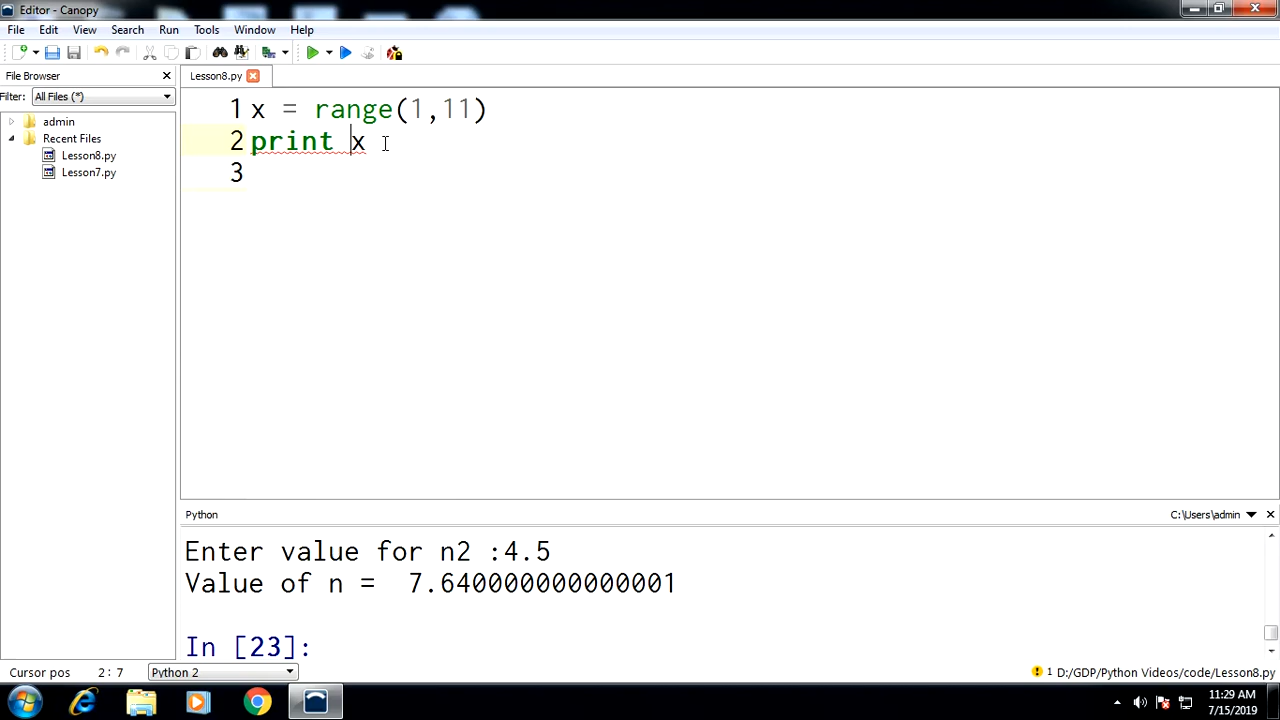 Editor - Canopy
File Edit View Search Run Tools Window Help
File Browser
Filter: All Files (*)
admin
Recent Files
Lesson8.py
Lesson7.py
Lesson8.py
1 x = range(1,11)
2 print x
3
Python C:\Users\admin
Enter value for n2 :4.5
Value of n =  7.640000000000001
In [23]:
Cursor pos 2: 7 Python 2 1 D:/GDP/Python Videos/code/Lesson8.py
11:29 AM
7/15/2019